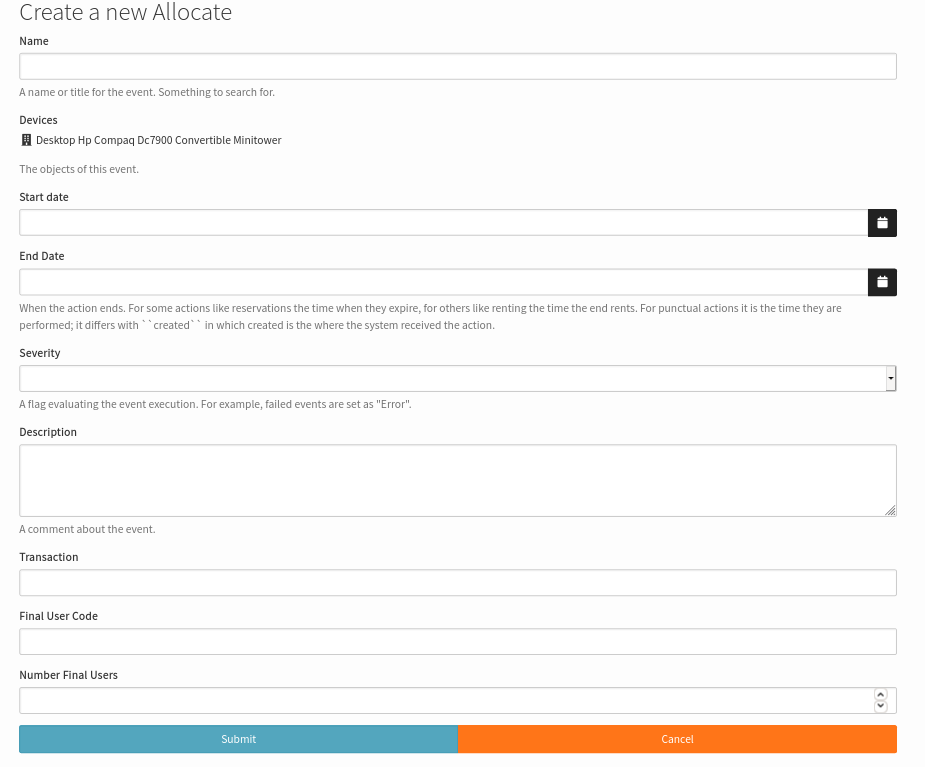 Create a new Allocate
Name
A name or title for the event. Something to search for.
Devices
Desktop Hp Compaq Dc7900 Convertible Minitower
The objects of this event.
Start date
End Date
When the action ends. For some actions like reservations the time when they expire, for others like renting the time the end rents. For punctual actions it is the time they are
performed; it differs with ``created`` in which created is the where the system received the action.
Severity
A flag evaluating the event execution. For example, failed events are set as "Error".
Description
A comment about the event.
Transaction
Final User Code
Number Final Users
Submit
Cancel